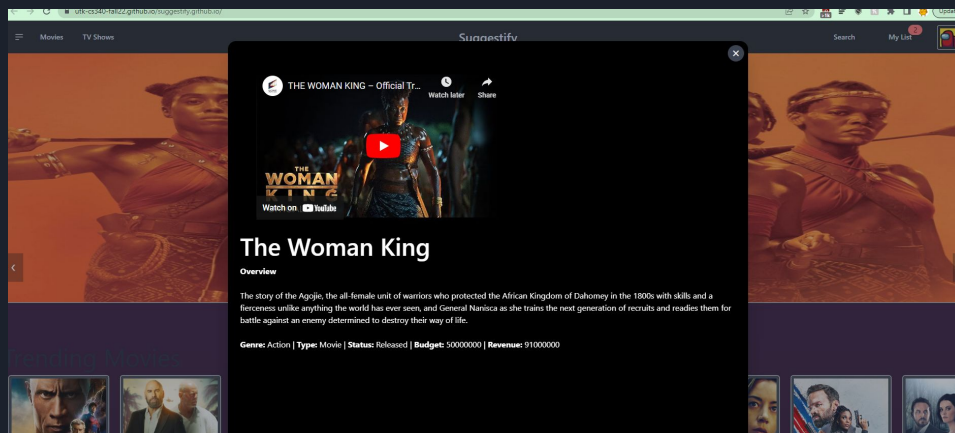 utk-cs340-fall22.github.io/suggestify.github.io/
Updat
Movies
TV Shows
Suggestify
Search
My List
2
THE WOMAN KING – Official Tr...
Watch later
Share
THE
WOMAN
KING
Watch on YouTube
The Woman King
Overview
The story of the Agojie, the all-female unit of warriors who protected the African Kingdom of Dahomey in the 1800s with skills and a
fierceness unlike anything the world has ever seen, and General Nanisca as she trains the next generation of recruits and readies them for
battle against an enemy determined to destroy their way of life.
Genre: Action | Type: Movie | Status: Released | Budget: 50000000 | Revenue: 91000000
Trending Movies